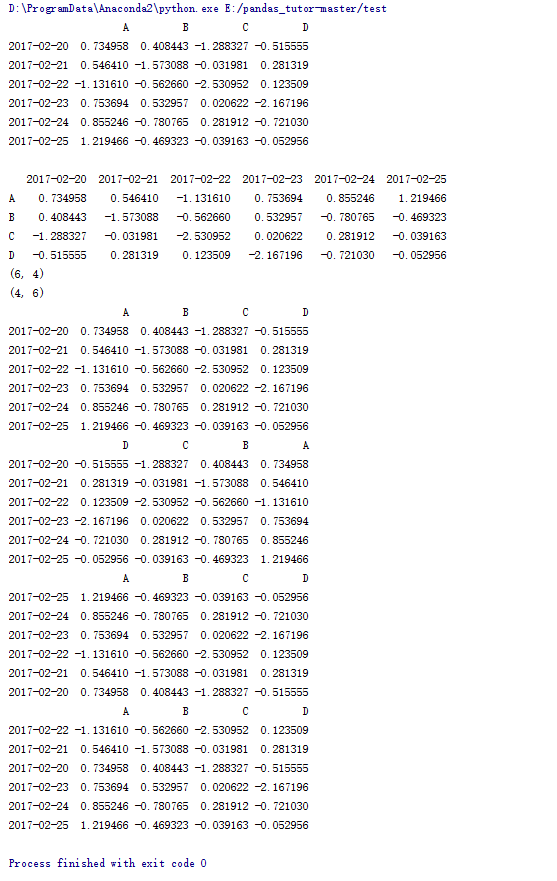 D:\ProgramData\Anaconda2\python.exe E:/pandas_tutor-master/test
                   A         B         C         D
2017-02-20  0.734958  0.408443 -1.288327 -0.515555
2017-02-21  0.546410 -1.573088 -0.031981  0.281319
2017-02-22 -1.131610 -0.562660 -2.530952  0.123509
2017-02-23  0.753694  0.532957  0.020622 -2.167196
2017-02-24  0.855246 -0.780765  0.281912 -0.721030
2017-02-25  1.219466 -0.469323 -0.039163 -0.052956
   2017-02-20  2017-02-21  2017-02-22  2017-02-23  2017-02-24  2017-02-25
A    0.734958    0.546410   -1.131610    0.753694    0.855246    1.219466
B    0.408443   -1.573088   -0.562660    0.532957   -0.780765   -0.469323
C   -1.288327   -0.031981   -2.530952    0.020622    0.281912   -0.039163
D   -0.515555    0.281319    0.123509   -2.167196   -0.721030   -0.052956
(6, 4)
(4, 6)
                   A         B         C         D
2017-02-20  0.734958  0.408443 -1.288327 -0.515555
2017-02-21  0.546410 -1.573088 -0.031981  0.281319
2017-02-22 -1.131610 -0.562660 -2.530952  0.123509
2017-02-23  0.753694  0.532957  0.020622 -2.167196
2017-02-24  0.855246 -0.780765  0.281912 -0.721030
2017-02-25  1.219466 -0.469323 -0.039163 -0.052956
                   D         C         B         A
2017-02-20 -0.515555 -1.288327  0.408443  0.734958
2017-02-21  0.281319 -0.031981 -1.573088  0.546410
2017-02-22  0.123509 -2.530952 -0.562660 -1.131610
2017-02-23 -2.167196  0.020622  0.532957  0.753694
2017-02-24 -0.721030  0.281912 -0.780765  0.855246
2017-02-25 -0.052956 -0.039163 -0.469323  1.219466
                   A         B         C         D
2017-02-25  1.219466 -0.469323 -0.039163 -0.052956
2017-02-24  0.855246 -0.780765  0.281912 -0.721030
2017-02-23  0.753694  0.532957  0.020622 -2.167196
2017-02-22 -1.131610 -0.562660 -2.530952  0.123509
2017-02-21  0.546410 -1.573088 -0.031981  0.281319
2017-02-20  0.734958  0.408443 -1.288327 -0.515555
                   A         B         C         D
2017-02-22 -1.131610 -0.562660 -2.530952  0.123509
2017-02-21  0.546410 -1.573088 -0.031981  0.281319
2017-02-20  0.734958  0.408443 -1.288327 -0.515555
2017-02-23  0.753694  0.532957  0.020622 -2.167196
2017-02-24  0.855246 -0.780765  0.281912 -0.721030
2017-02-25  1.219466 -0.469323 -0.039163 -0.052956
Process finished with exit code 0